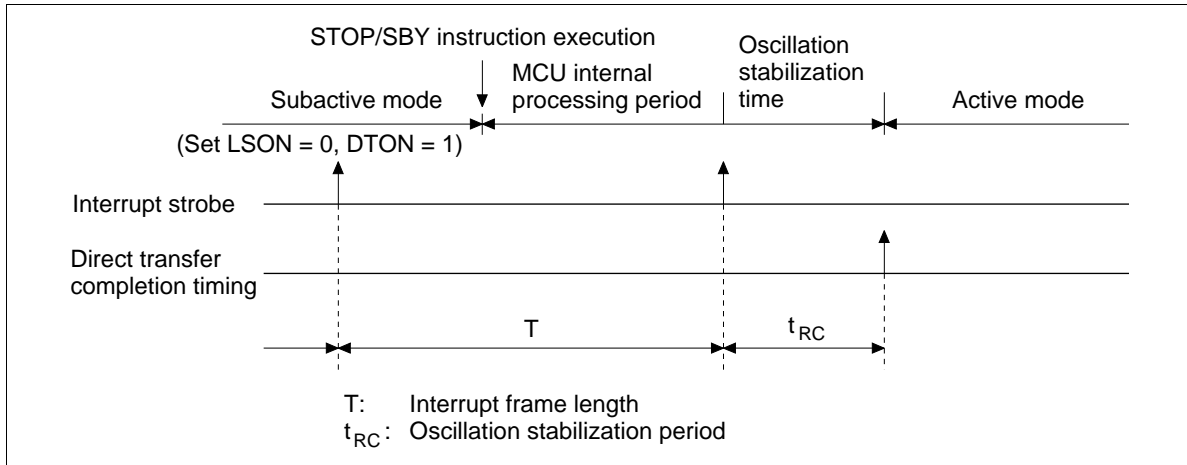 STOP/SBY instruction execution
Oscillation
stabilization
time
MCU internal
processing period
Subactive mode
Active mode
(Set LSON = 0, DTON = 1)
Interrupt strobe
Direct transfer
completion timing
T
tRC
T: Interrupt frame length
tRC: Oscillation stabilization period